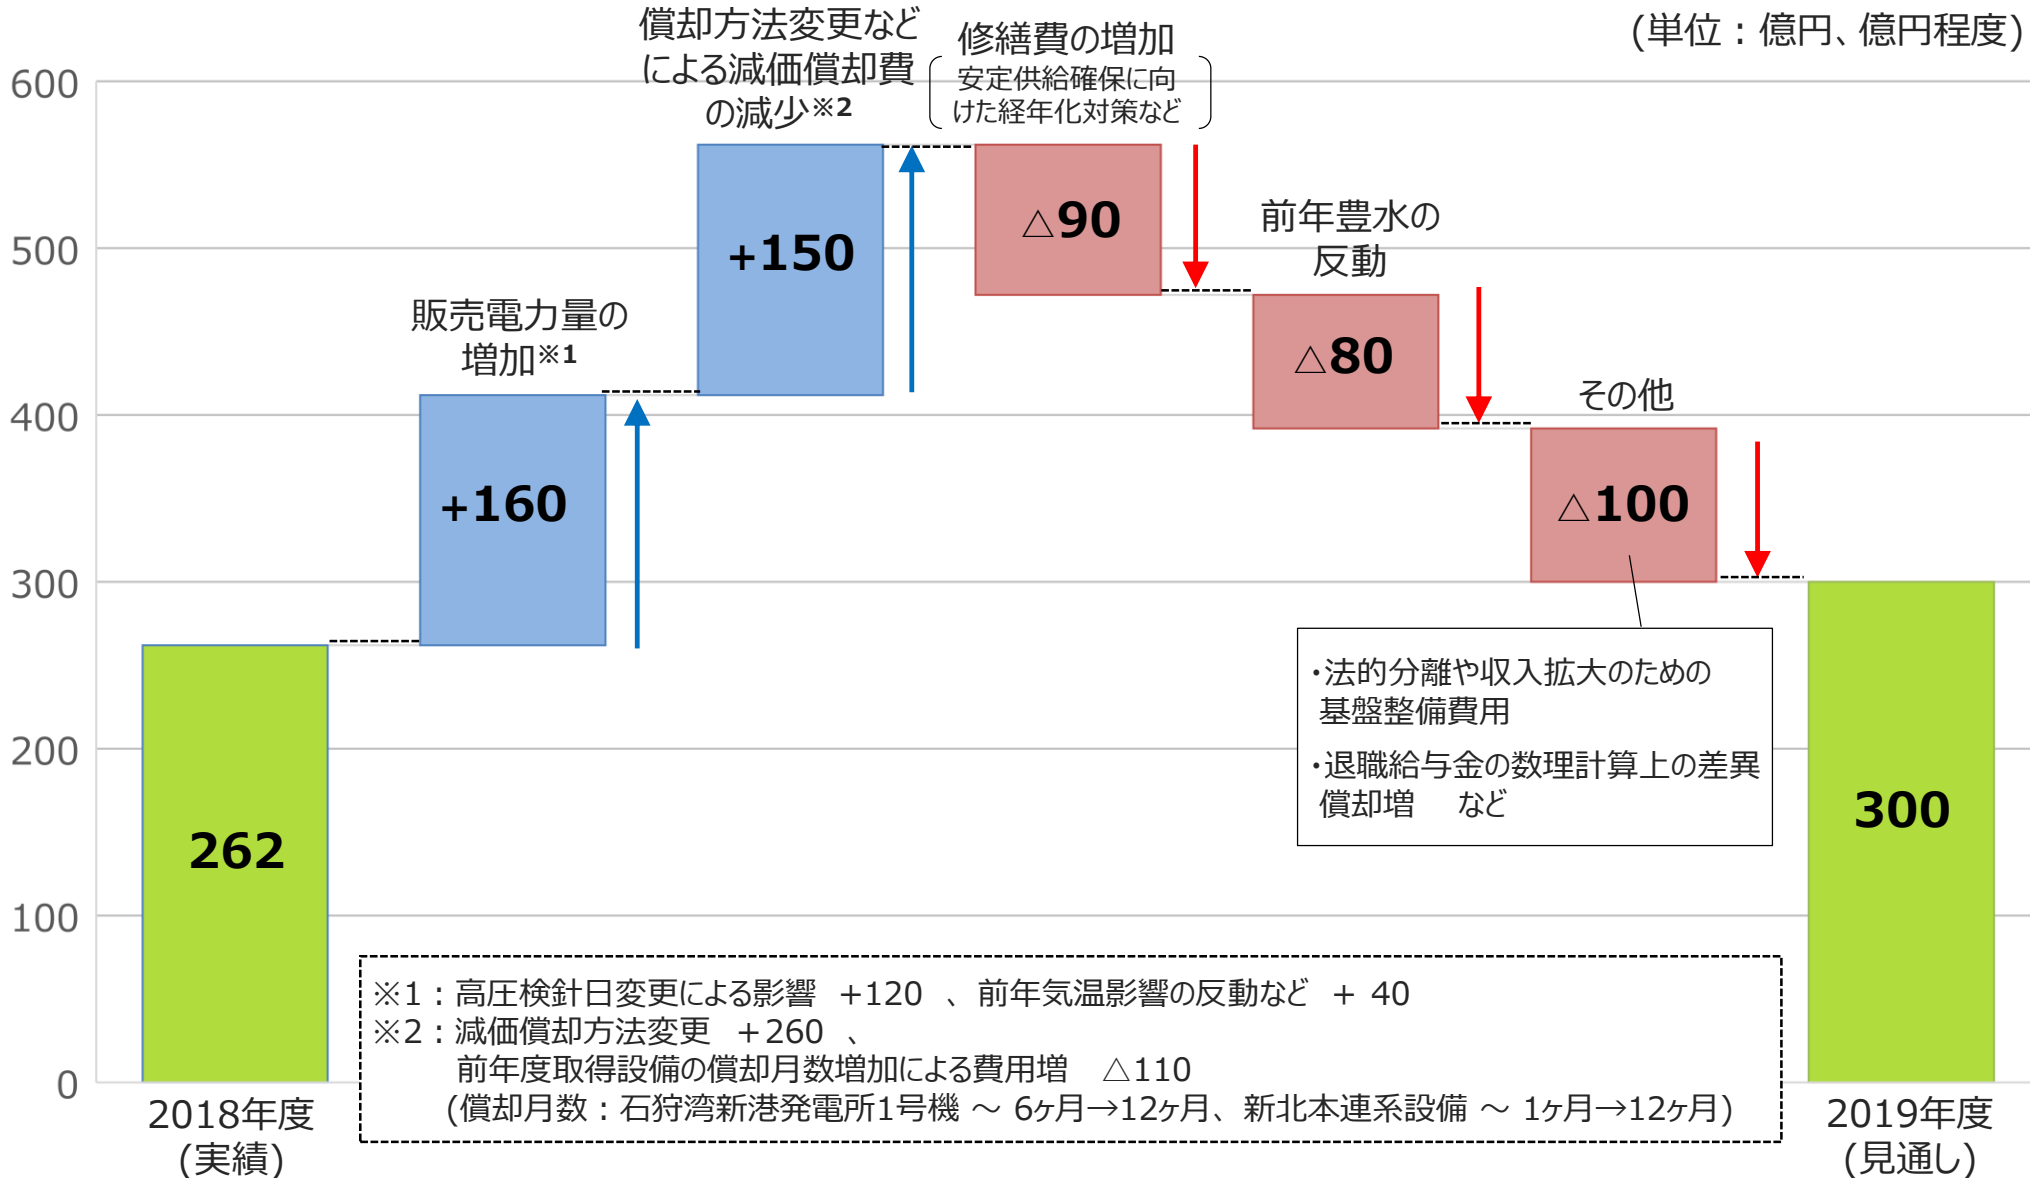 (単位：億円、億円程度)
償却方法変更など
による減価償却費
の減少※2
修繕費の増加
安定供給確保に向
けた経年化対策など
600
500
400
300
200
100
0
+150
△90
前年豊水の
反動
販売電力量の
増加※1
△80
その他
+160
△100
・法的分離や収入拡大のための
基盤整備費用
・退職給与金の数理計算上の差異
償却増　など
262
300
※1：高圧検針日変更による影響　+120 、前年気温影響の反動など　+ 40
※2：減価償却方法変更　+260 、
前年度取得設備の償却月数増加による費用増　△110
(償却月数：石狩湾新港発電所1号機 ～ 6ヶ月→12ヶ月、新北本連系設備 ～ 1ヶ月→12ヶ月)
2018年度
(実績)
2019年度
(見通し)